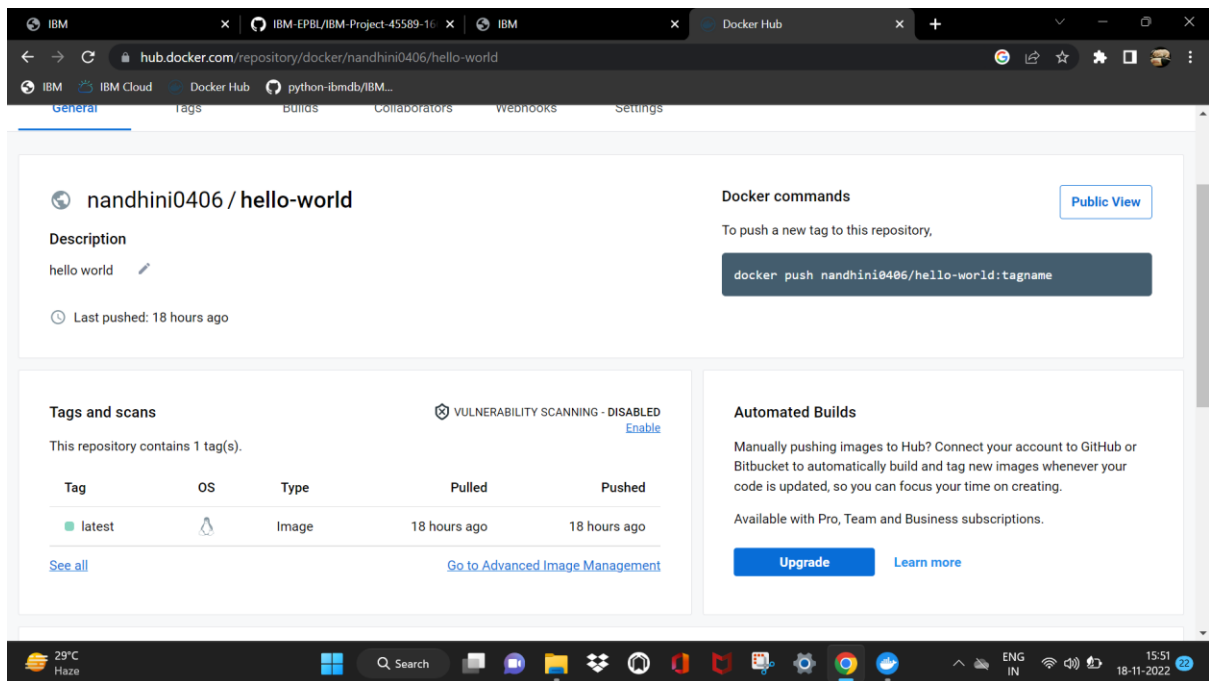 IBM
IBM-EPBL/IBM-Project-45589-16
IBM
Docker Hub
hub.docker.com/repository/docker/nandhini0406/hello-world
IBM
IBM Cloud
Docker Hub
python-ibmdb/IBM...
General
Tags
Builds
Collaborators
Webhooks
Settings
nandhini0406 / hello-world
Description
hello world
Last pushed: 18 hours ago
Docker commands
Public View
To push a new tag to this repository,
docker push nandhini0406/hello-world:tagname
Tags and scans
VULNERABILITY SCANNING - DISABLED
Enable
This repository contains 1 tag(s).
Tag OS Type Pulled Pushed
latest Image 18 hours ago 18 hours ago
See all
Go to Advanced Image Management
Automated Builds
Manually pushing images to Hub? Connect your account to GitHub or
Bitbucket to automatically build and tag new images whenever your
code is updated, so you can focus your time on creating.
Available with Pro, Team and Business subscriptions.
Upgrade
Learn more
29°C
Haze
Search
ENG
IN
15:51
18-11-2022
22